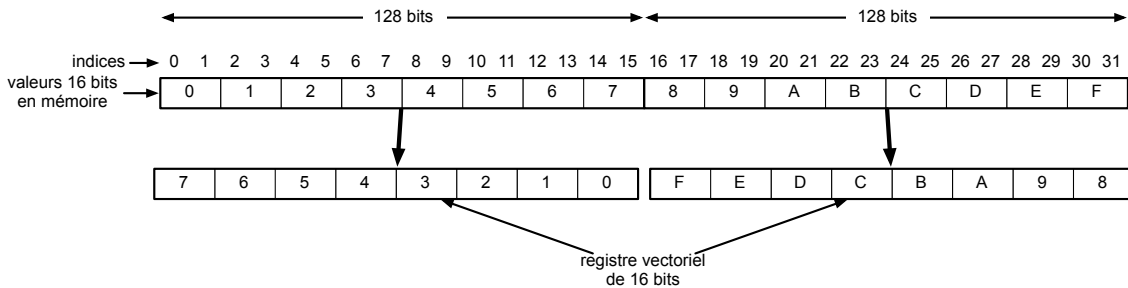 128 bits 128 bits
indices 0 1 2 3 4 5 6 7 8 9 10 11 12 13 14 15 16 17 18 19 20 21 22 23 24 25 26 27 28 29 30 31
valeurs 16 bits
en mémoire
0 1 2 3 4 5 6 7 8 9 A B C D E F
7 6 5 4 3 2 1 0 F E D C B A 9 8
registre vectoriel
de 16 bits